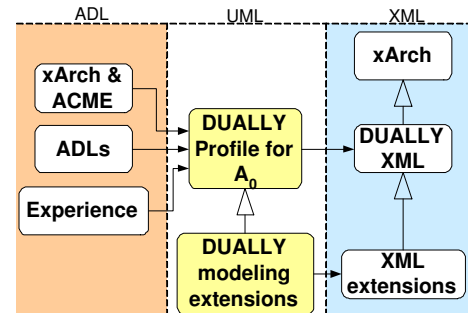 ADL
UML
XML
xArch &
ACME
ADLs
Experience
DUALLY
Profile for
A0
DUALLY
modeling
extensions
xArch
DUALLY
XML
XML
extensions